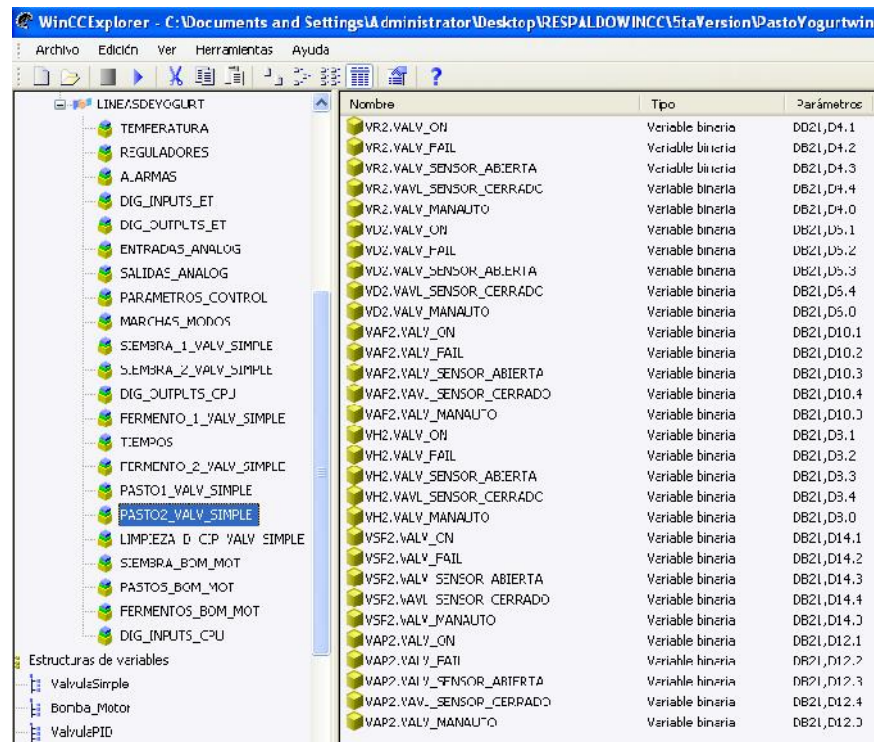 WinCCExplorer - C:\Documents and Settings\Administrator\Desktop\RESPALDOWINCC\5taVersion\PastoYogurtwin
Archivo Edición Ver Herramientas Ayuda
LINEASDEYOGURT
TEMPERATURA
REGULADORES
ALARMAS
DIG_INPUTS_ET
DIG_OUTPUTS_ET
ENTRADAS_ANALOG
SALIDAS_ANALOG
PARAMETROS_CONTROL
MARCHAS_MODOS
SIEMBRA_1_VALV_SIMPLE
SIEMBRA_2_VALV_SIMPLE
DIG_OUTPUTS_CPU
FERMENTO_1_VALV_SIMPLE
TIEMPOS
FERMENTO_2_VALV_SIMPLE
PASTO1_VALV_SIMPLE
PASTO2_VALV_SIMPLE
LIMPIEZA_D_CIP_VALV_SIMPLE
SIEMBRA_BOM_MOT
PASTOS_BOM_MOT
FERMENTOS_BOM_MOT
DIG_INPUTS_CPU
Estructuras de variables
ValvulaSimple
Bomba_Motor
ValvulaPID
Nombre Tipo Parámetros
VR2.VALV_ON Variable binaria DB21,D4.1
VR2.VALV_FAIL Variable binaria DB21,D4.2
VR2.VALV_SENSOR_ABIERTA Variable binaria DB21,D4.3
VR2.VAVL_SENSOR_CERRADO Variable binaria DB21,D4.4
VR2.VALV_MANAUTO Variable binaria DB21,D4.0
VD2.VALV_ON Variable binaria DB21,D6.1
VD2.VALV_FAIL Variable binaria DB21,D6.2
VD2.VALV_SENSOR_ABIERTA Variable binaria DB21,D6.3
VD2.VAVL_SENSOR_CERRADO Variable binaria DB21,D6.4
VD2.VALV_MANAUTO Variable binaria DB21,D6.0
VAF2.VALV_ON Variable binaria DB21,D10.1
VAF2.VALV_FAIL Variable binaria DB21,D10.2
VAF2.VALV_SENSOR_ABIERTA Variable binaria DB21,D10.3
VAF2.VAVL_SENSOR_CERRADO Variable binaria DB21,D10.4
VAF2.VALV_MANAUTO Variable binaria DB21,D10.0
VH2.VALV_ON Variable binaria DB21,D8.1
VH2.VALV_FAIL Variable binaria DB21,D8.2
VH2.VALV_SENSOR_ABIERTA Variable binaria DB21,D8.3
VH2.VAVL_SENSOR_CERRADO Variable binaria DB21,D8.4
VH2.VALV_MANAUTO Variable binaria DB21,D8.0
VSF2.VALV_ON Variable binaria DB21,D14.1
VSF2.VALV_FAIL Variable binaria DB21,D14.2
VSF2.VALV_SENSOR_ABIERTA Variable binaria DB21,D14.3
VSF2.VAVL_SENSOR_CERRADO Variable binaria DB21,D14.4
VSF2.VALV_MANAUTO Variable binaria DB21,D14.0
VAP2.VALV_ON Variable binaria DB21,D12.1
VAP2.VALV_FAIL Variable binaria DB21,D12.2
VAP2.VALV_SENSOR_ABIERTA Variable binaria DB21,D12.3
VAP2.VAVL_SENSOR_CERRADO Variable binaria DB21,D12.4
VAP2.VALV_MANAUTO Variable binaria DB21,D12.0